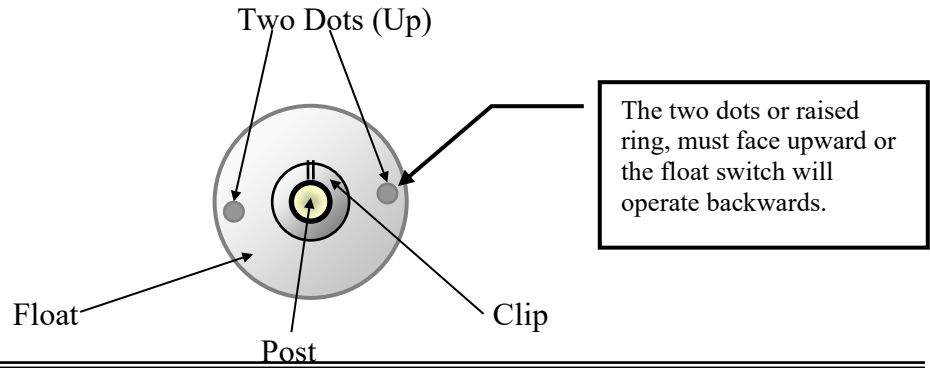 Two Dots (Up)
The two dots or raised
ring, must face upward or
the float switch will
operate backwards.
Float
Clip
Post